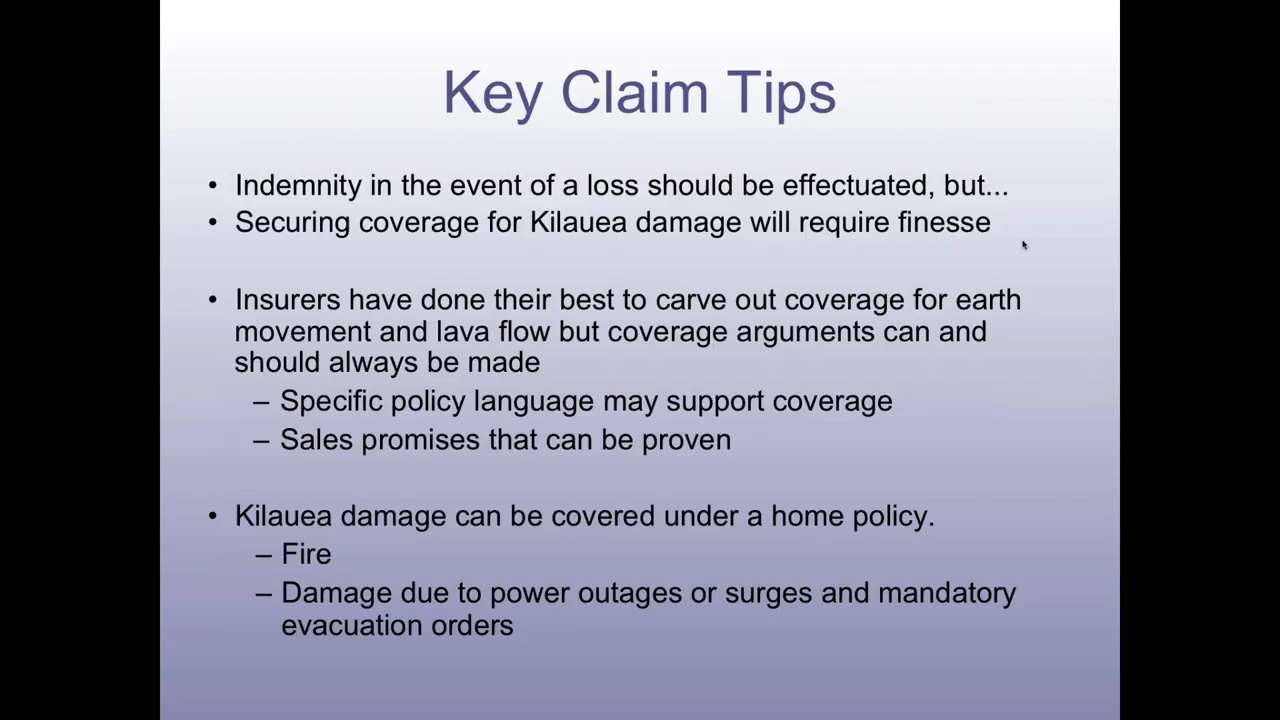 Key Claim Tips
• Indemnity in the event of a loss should be effectuated, but...
• Securing coverage for Kilauea damage will require finesse
• Insurers have done their best to carve out coverage for earth
movement and lava flow but coverage arguments can and
should always be made
– Specific policy language may support coverage
– Sales promises that can be proven
• Kilauea damage can be covered under a home policy.
– Fire
– Damage due to power outages or surges and mandatory
evacuation orders